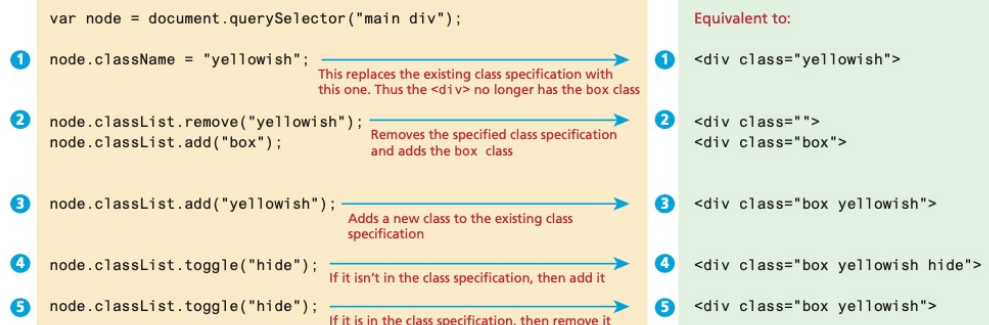 var node = document.querySelector("main div");
Equivalent to:
1 node.className = "yellowish";
This replaces the existing class specification with
this one. Thus the <div> no longer has the box class
1 <div class="yellowish">
2 node.classList.remove("yellowish");
node.classList.add("box");
Removes the specified class specification
and adds the box class
2 <div class="">
<div class="box">
3 node.classList.add("yellowish");
Adds a new class to the existing class
specification
3 <div class="box yellowish">
4 node.classList.toggle("hide");
If it isn't in the class specification, then add it
4 <div class="box yellowish hide">
5 node.classList.toggle("hide");
If it is in the class specification, then remove it
5 <div class="box yellowish">